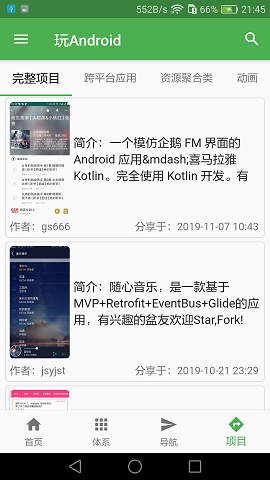 552B/s 66% 21:45
玩Android
完整项目 跨平台应用 资源聚合类 动画
简介：一个模仿企鹅 FM 界面的
Android 应用&mdash;喜马拉雅
Kotlin。完全使用 Kotlin 开发。有
作者：gs666 分享于：2019-11-07 10:43
简介：随心音乐，是一款基于
MVP+Retrofit+EventBus+Glide的应
用，有兴趣的盆友欢迎Star,Fork!
作者：jsyjst 分享于：2019-10-21 23:29
首页 体系 导航 项目